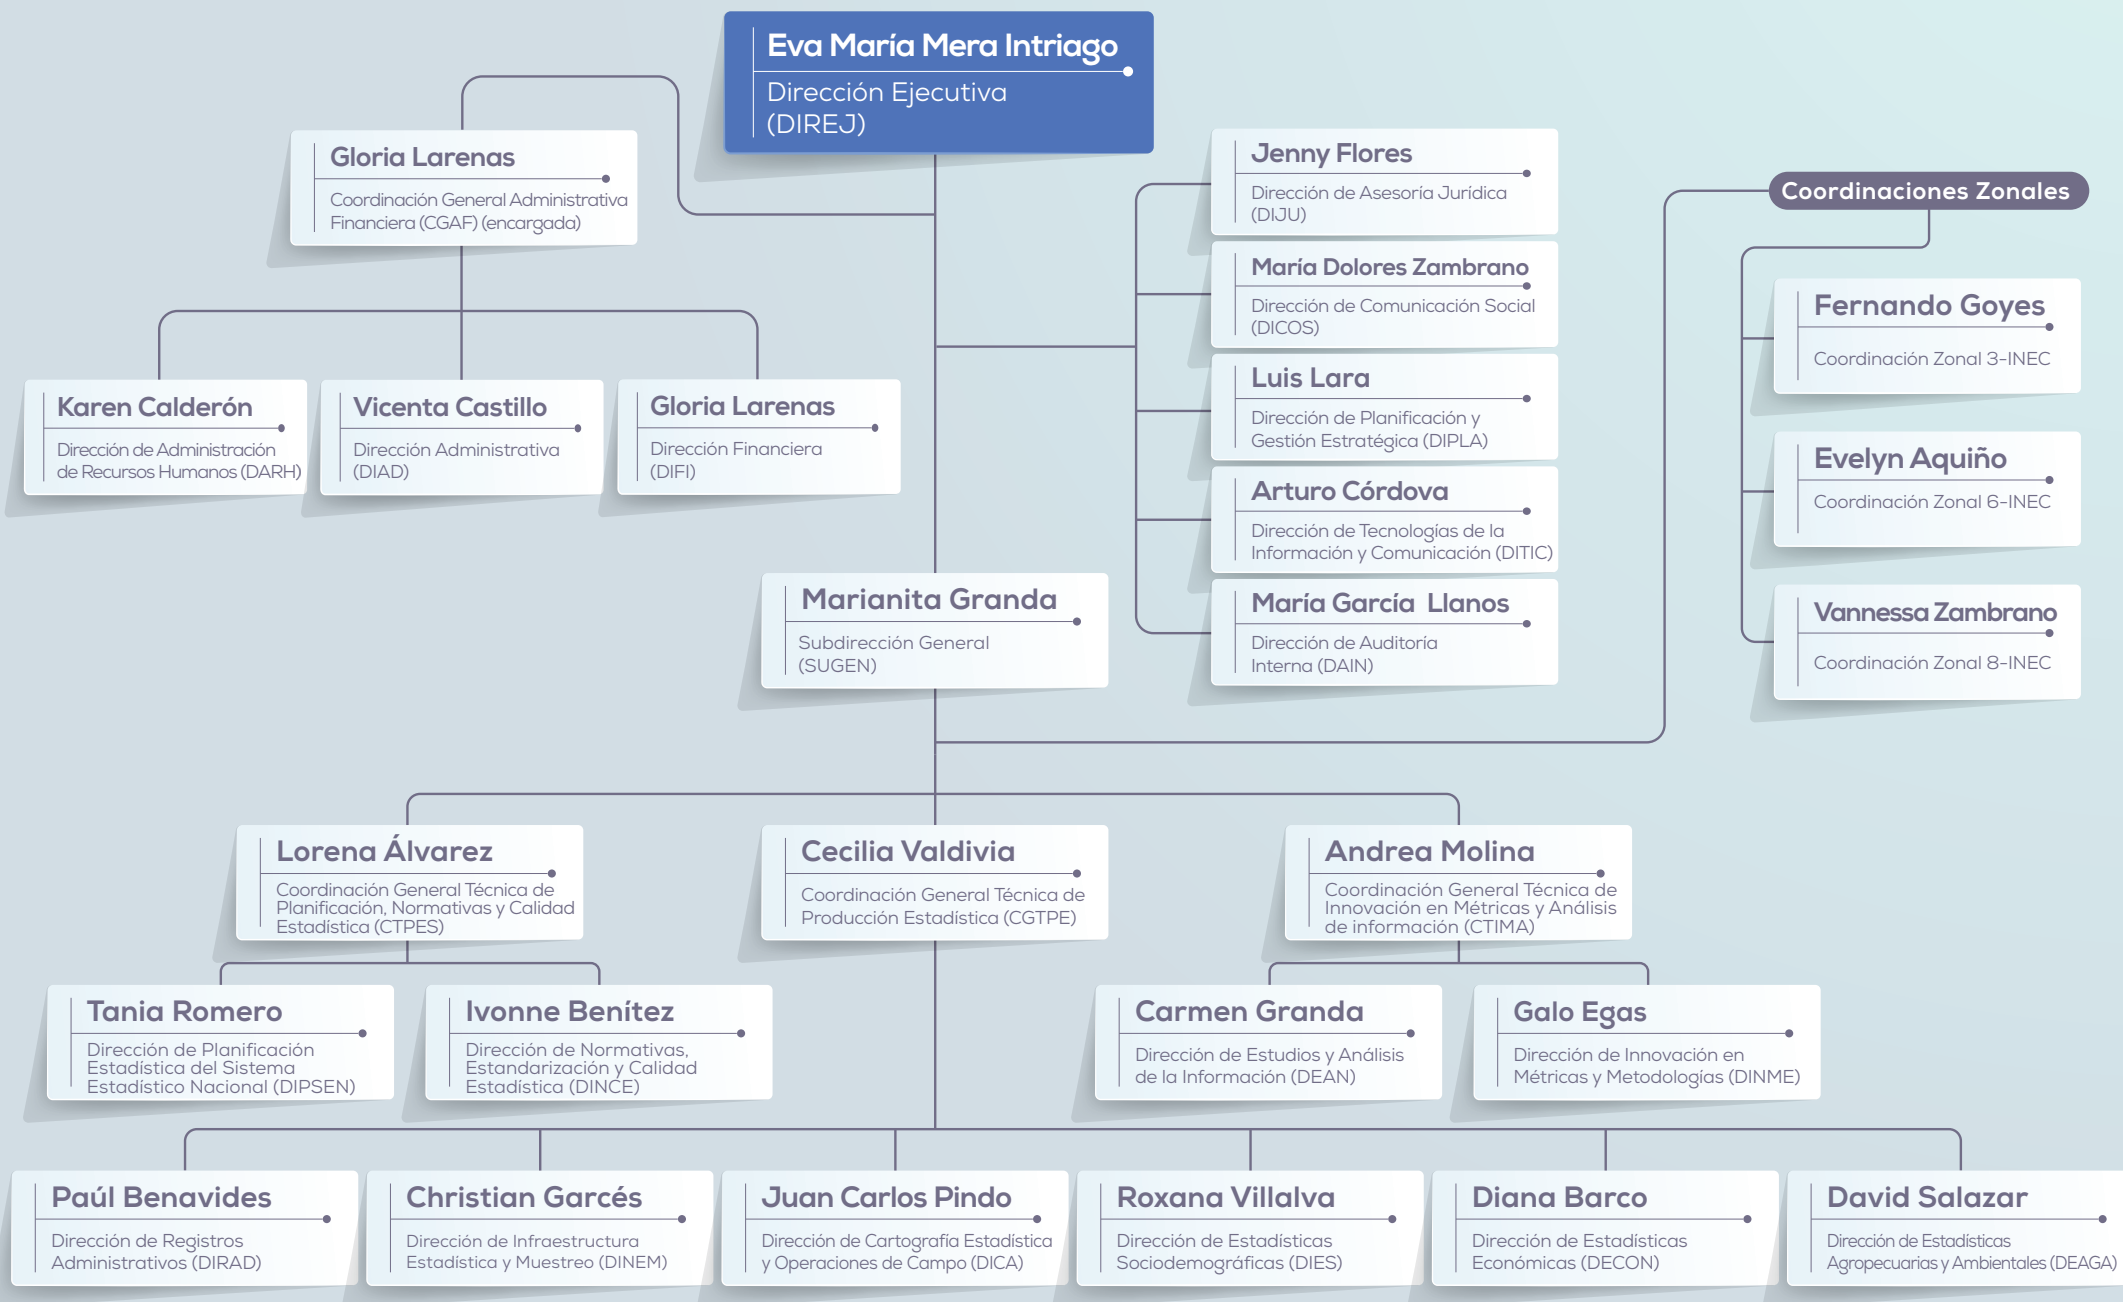 Eva María Mera Intriago
Dirección Ejecutiva
(DIREJ)
Gloria Larenas
Coordinación General Administrativa
Financiera (CGAF) (encargada)
Karen Calderón
Dirección de Administración
de Recursos Humanos (DARH)
Vicenta Castillo
Dirección Administrativa
(DIAD)
Gloria Larenas
Dirección Financiera
(DIFI)
Jenny Flores
Dirección de Asesoría Jurídica
(DIJU)
María Dolores Zambrano
Dirección de Comunicación Social
(DICOS)
Luis Lara
Dirección de Planificación y
Gestión Estratégica (DIPLA)
Arturo Córdova
Dirección de Tecnologías de la
Información y Comunicación (DITIC)
María García Llanos
Dirección de Auditoría
Interna (DAIN)
Coordinaciones Zonales
Fernando Goyes
Coordinación Zonal 3-INEC
Evelyn Aquiño
Coordinación Zonal 6-INEC
Vannessa Zambrano
Coordinación Zonal 8-INEC
Marianita Granda
Subdirección General
(SUGEN)
Lorena Álvarez
Coordinación General Técnica de
Planificación, Normativas y Calidad
Estadística (CTPES)
Cecilia Valdivia
Coordinación General Técnica de
Producción Estadística (CGTPE)
Andrea Molina
Coordinación General Técnica de
Innovación en Métricas y Análisis
de información (CTIMA)
Tania Romero
Dirección de Planificación
Estadística del Sistema
Estadístico Nacional (DIPSEN)
Ivonne Benítez
Dirección de Normativas,
Estandarización y Calidad
Estadística (DINCE)
Carmen Granda
Dirección de Estudios y Análisis
de la Información (DEAN)
Galo Egas
Dirección de Innovación en
Métricas y Metodologías (DINME)
Paúl Benavides
Dirección de Registros
Administrativos (DIRAD)
Christian Garcés
Dirección de Infraestructura
Estadística y Muestreo (DINEM)
Juan Carlos Pindo
Dirección de Cartografía Estadística
y Operaciones de Campo (DICA)
Roxana Villalva
Dirección de Estadísticas
Sociodemográficas (DIES)
Diana Barco
Dirección de Estadísticas
Económicas (DECON)
David Salazar
Dirección de Estadísticas
Agropecuarias y Ambientales (DEAGA)